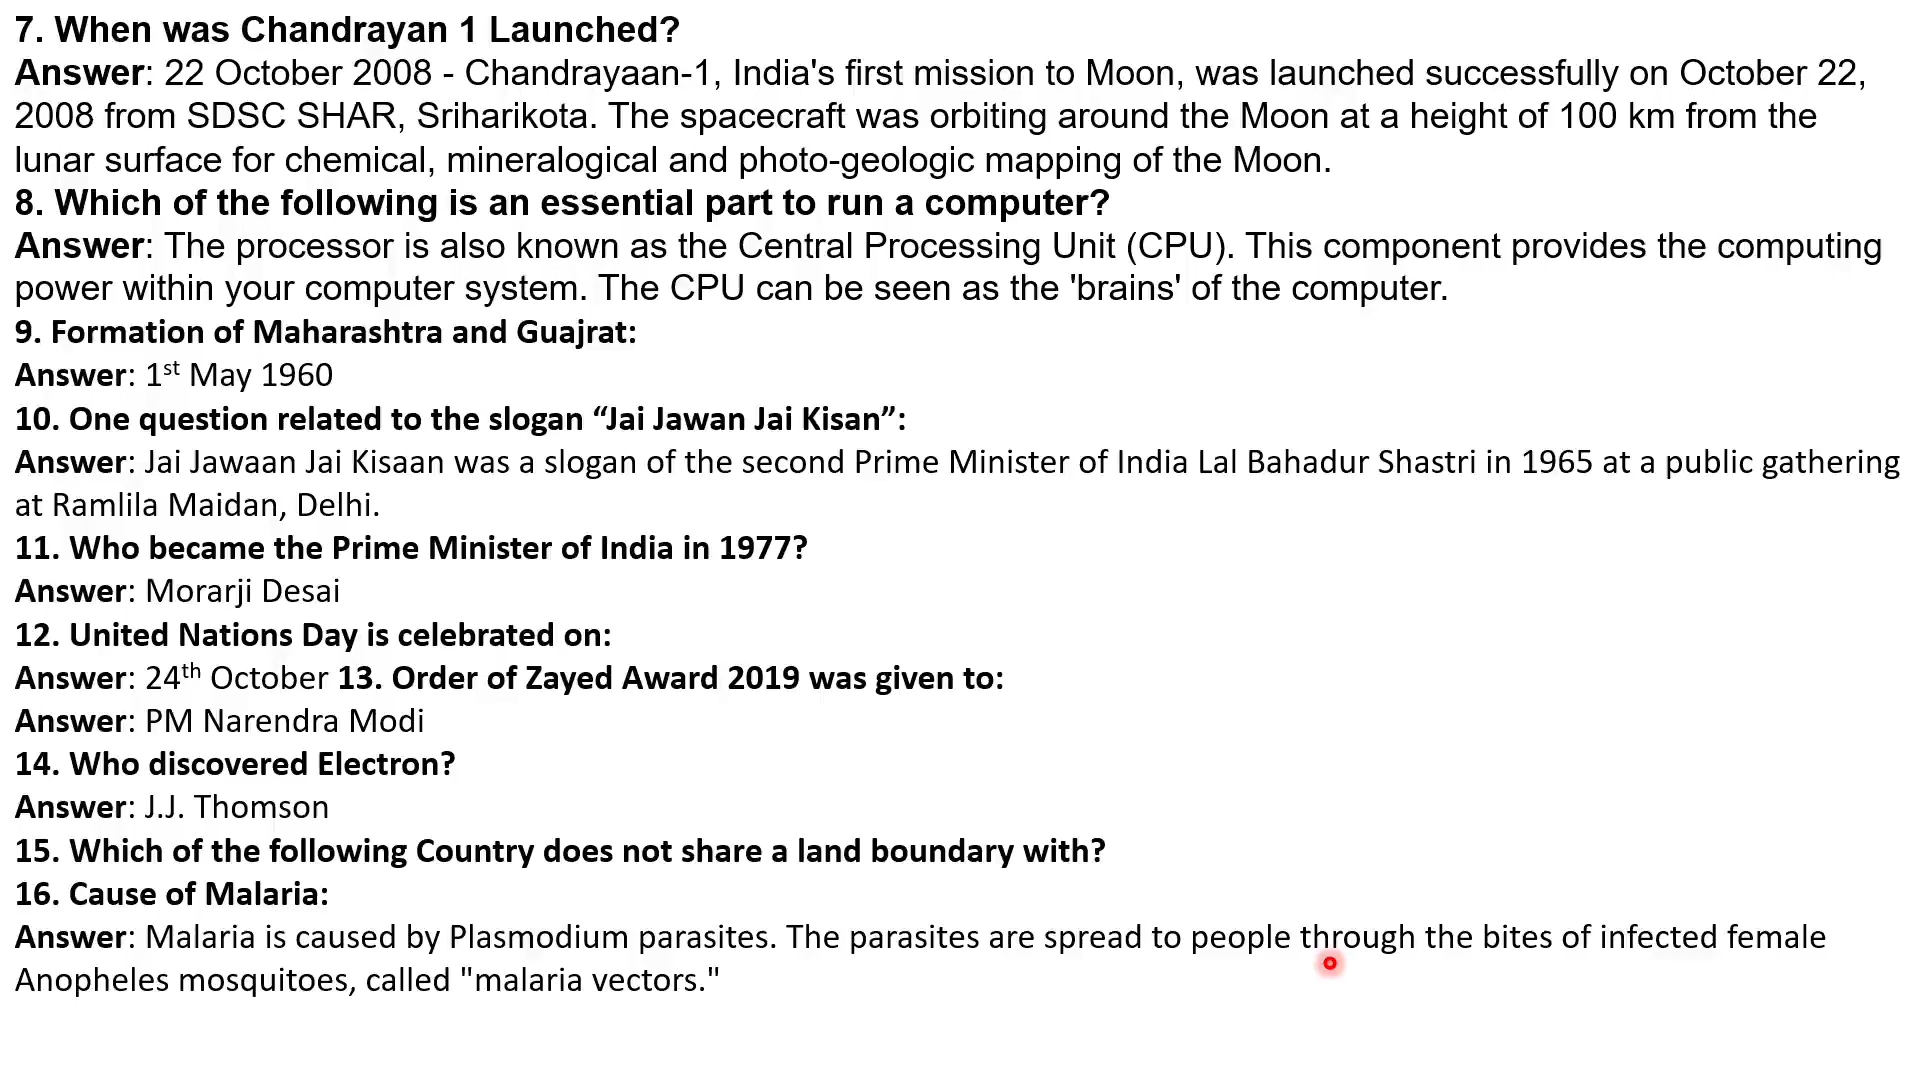 7. When was Chandrayan 1 Launched?
Answer: 22 October 2008 - Chandrayaan-1, India's first mission to Moon, was launched successfully on October 22,
2008 from SDSC SHAR, Sriharikota. The spacecraft was orbiting around the Moon at a height of 100 km from the
lunar surface for chemical, mineralogical and photo-geologic mapping of the Moon.
8. Which of the following is an essential part to run a computer?
Answer: The processor is also known as the Central Processing Unit (CPU). This component provides the computing
power within your computer system. The CPU can be seen as the 'brains' of the computer.
9. Formation of Maharashtra and Guajrat:
Answer: 1st May 1960
10. One question related to the slogan “Jai Jawan Jai Kisan”:
Answer: Jai Jawaan Jai Kisaan was a slogan of the second Prime Minister of India Lal Bahadur Shastri in 1965 at a public gathering
at Ramlila Maidan, Delhi.
11. Who became the Prime Minister of India in 1977?
Answer: Morarji Desai
12. United Nations Day is celebrated on:
Answer: 24th October 13. Order of Zayed Award 2019 was given to:
Answer: PM Narendra Modi
14. Who discovered Electron?
Answer: J.J. Thomson
15. Which of the following Country does not share a land boundary with?
16. Cause of Malaria:
Answer: Malaria is caused by Plasmodium parasites. The parasites are spread to people through the bites of infected female
Anopheles mosquitoes, called "malaria vectors."